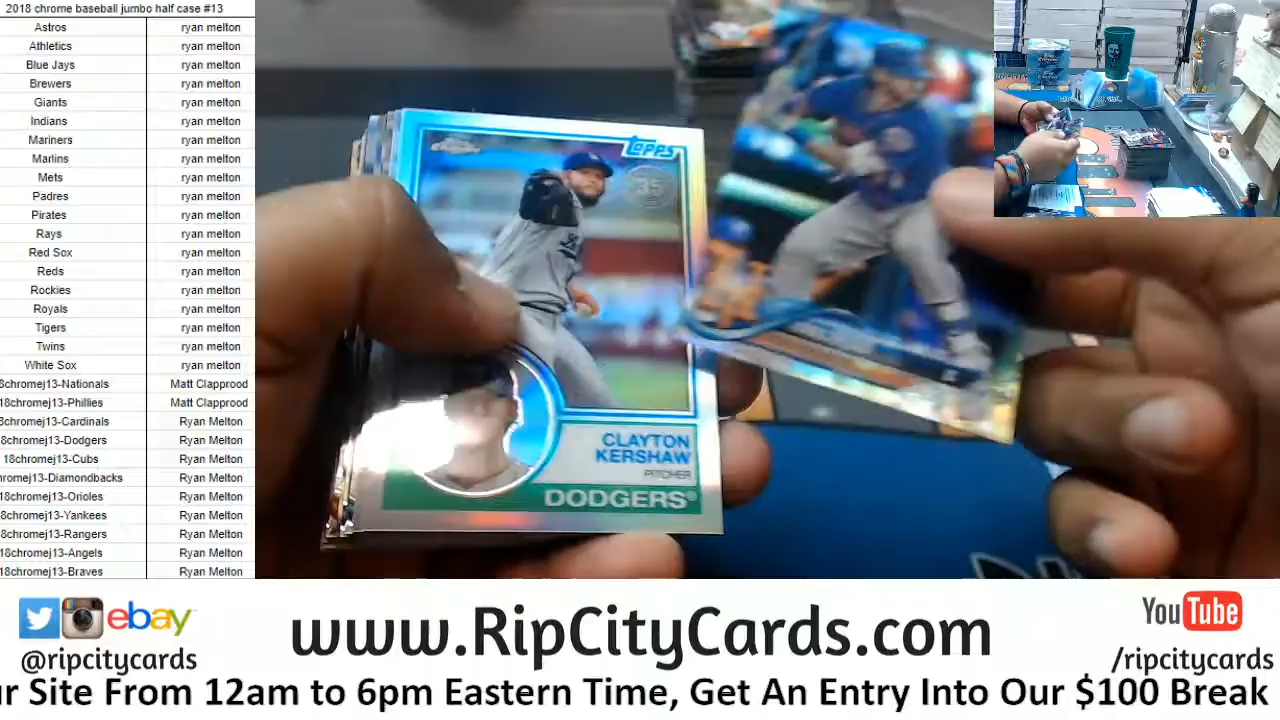 2018 chrome baseball jumbo half case #13
Astros ryan melton
Athletics ryan melton
Blue Jays ryan melton
Brewers ryan melton
Giants ryan melton
Indians ryan melton
Mariners ryan melton
Marlins ryan melton
Mets ryan melton
Padres ryan melton
Pirates ryan melton
Rays ryan melton
Red Sox ryan melton
Reds ryan melton
Rockies ryan melton
Royals ryan melton
Tigers ryan melton
Twins ryan melton
White Sox ryan melton
8chromej13-Nationals Matt Clapprood
18chromej13-Phillies Matt Clapprood
8chromej13-Cardinals Ryan Melton
8chromej13-Dodgers Ryan Melton
18chromej13-Cubs Ryan Melton
romej13-Diamondbacks Ryan Melton
8chromej13-Orioles Ryan Melton
8chromej13-Yankees Ryan Melton
8chromej13-Rangers Ryan Melton
18chromej13-Angels Ryan Melton
18chromej13-Braves Ryan Melton
topps
35
CLAYTON
KERSHAW
PITCHER
DODGERS®
ebay
@ripcitycards
www.RipCityCards.com
YouTube
/ripcitycards
ur Site From 12am to 6pm Eastern Time, Get An Entry Into Our $100 Break